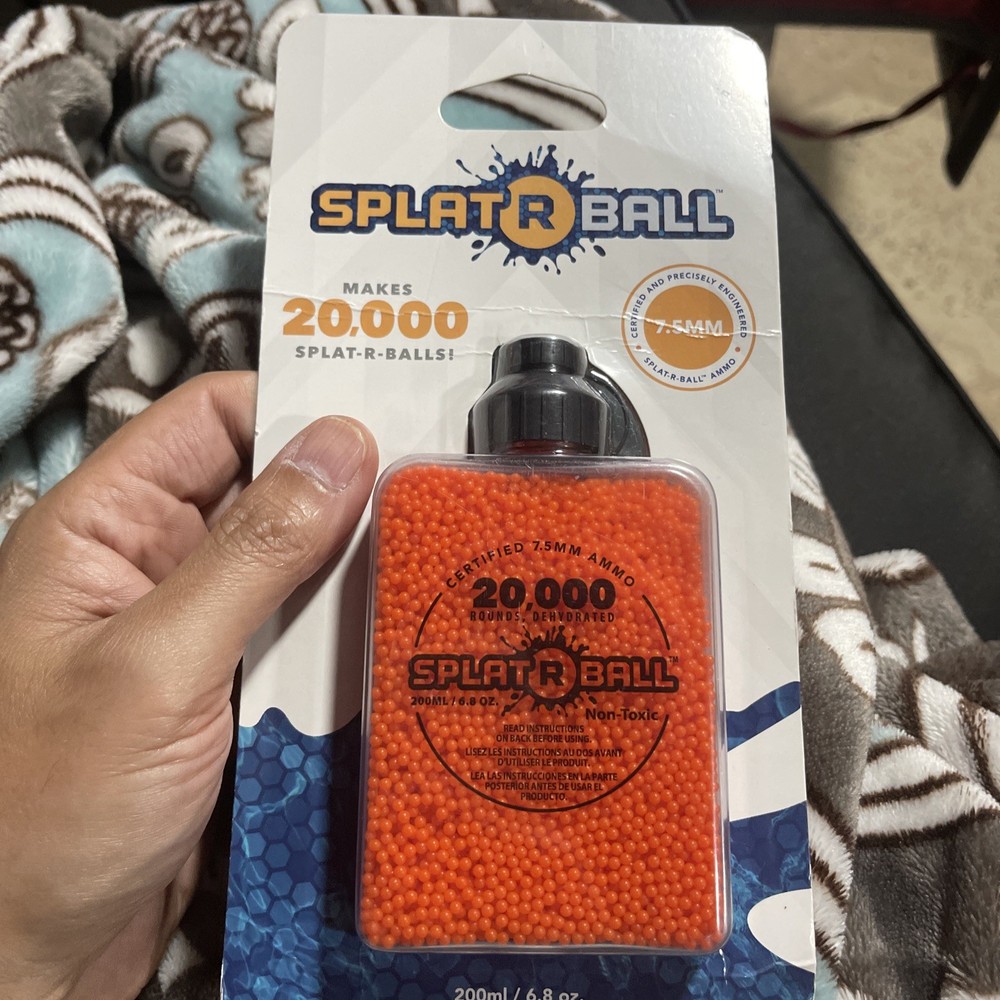 SPLAT R BALL™
MAKES
20,000
SPLAT-R-BALLS!
CERTIFIED AND PRECISELY ENGINEERED
7.5MM
SPLAT-R-BALL™ AMMO
CERTIFIED 7.5MM AMMO
20,000
ROUNDS, DEHYDRATED
SPLAT R BALL™
200ML / 6.8 OZ.
Non-Toxic
READ INSTRUCTIONS
ON BACK BEFORE USING.
LISEZ LES INSTRUCTIONS AU DOS AVANT
D'UTILISER LE PRODUIT.
LEA LAS INSTRUCCIONES EN LA PARTE
POSTERIOR ANTES DE USAR EL
PRODUCTO.
200ml / 6.8 oz.